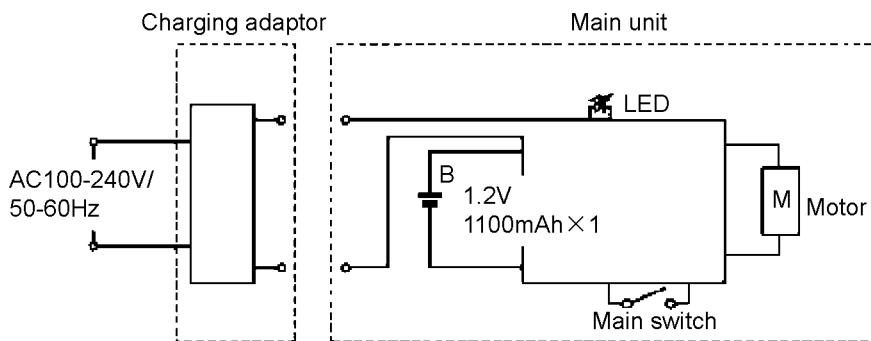 Charging adaptor
Main unit
LED
AC100-240V/
50-60Hz
B
1.2V
1100mAh×1
M
Motor
Main switch